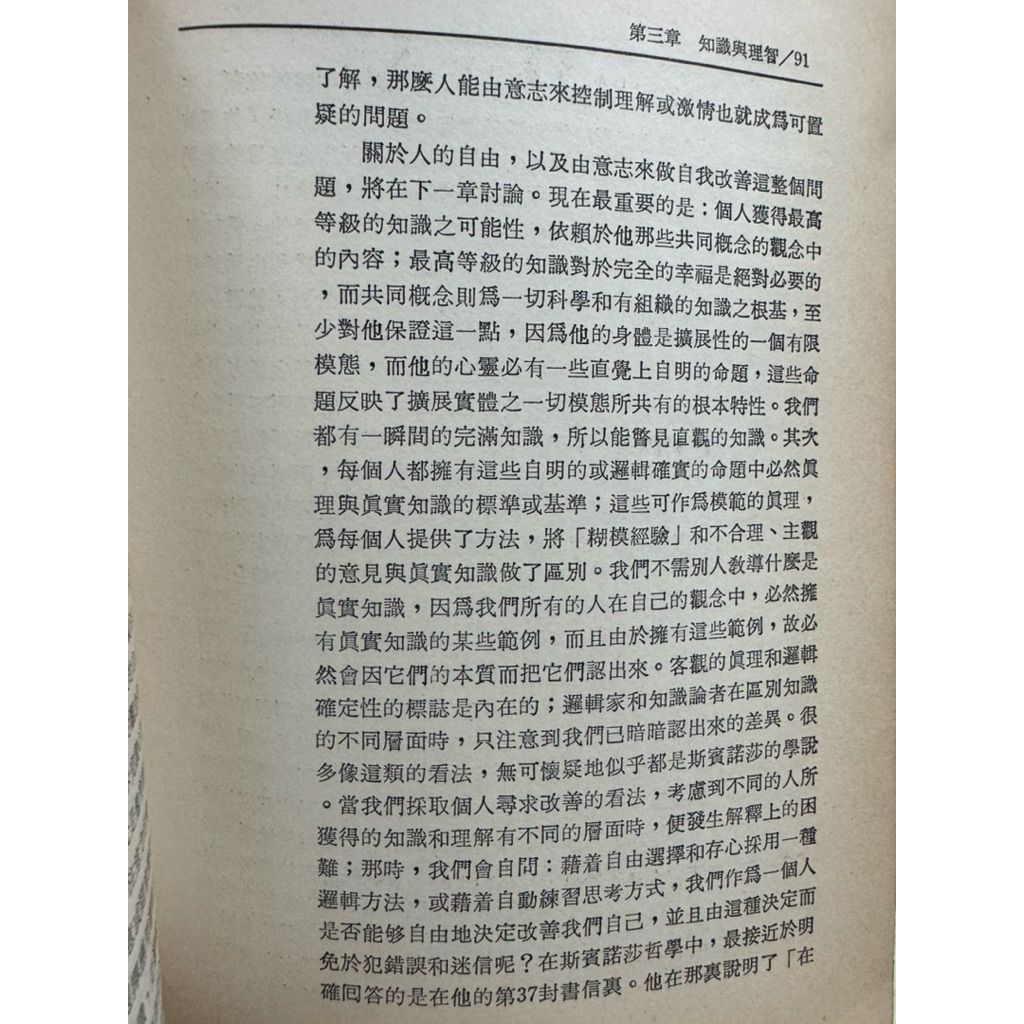 第三章　知識與理智/91
了解，那麼人能由意志來控制理解或激情也就成爲可置
疑的問題。
關於人的自由，以及由意志來做自我改善這整個問
題，將在下一章討論。現在最重要的是：個人獲得最高
等級的知識之可能性，依賴於他那些共同概念的觀念中
的內容；最高等級的知識對於完全的幸福是絕對必要的
，而共同概念則爲一切科學和有組織的知識之根基，至
少對他保證這一點，因爲他的身體是擴展性的一個有限
模態，而他的心靈必有一些直覺上自明的命題，這些命
題反映了擴展實體之一切模態所共有的根本特性。我們
都有一瞬間的完滿知識，所以能瞥見直觀的知識。其次
，每個人都擁有這些自明的或邏輯確實的命題中必然眞
理與眞實知識的標準或基準；這些可作爲模範的眞理，
爲每個人提供了方法，將「糊模經驗」和不合理、主觀
的意見與眞實知識做了區別。我們不需別人敎導什麼是
眞實知識，因爲我們所有的人在自己的觀念中，必然擁
有眞實知識的某些範例，而且由於擁有這些範例，故必
然會因它們的本質而把它們認出來。客觀的眞理和邏輯
確定性的標誌是內在的；邏輯家和知識論者在區別知識
的不同層面時，只注意到我們已暗暗認出來的差異。很
多像這類的看法，無可懷疑地似乎都是斯賓諾莎的學說
。當我們採取個人尋求改善的看法，考慮到不同的人所
獲得的知識和理解有不同的層面時，便發生解釋上的困
難；那時，我們會自問：藉着自由選擇和存心採用一種
邏輯方法，或藉着自動練習思考方式，我們作爲一個人
是否能够自由地決定改善我們自己，並且由這種決定而
免於犯錯誤和迷信呢？在斯賓諾莎哲學中，最接近於明
確回答的是在他的第37封書信裏。他在那裏說明了「在